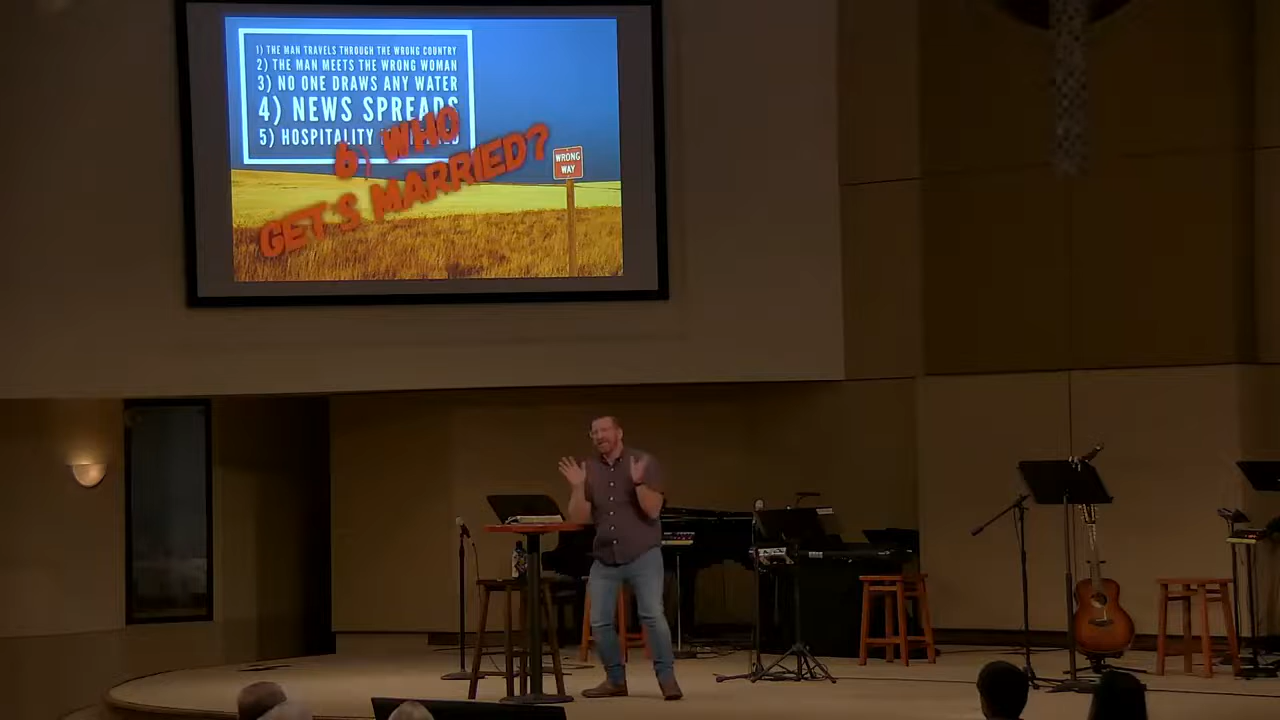 1) THE MAN TRAVELS THROUGH THE WRONG COUNTRY
2) THE MAN MEETS THE WRONG WOMAN
3) NO ONE DRAWS ANY WATER
4) NEWS SPREADS
5) HOSPITALITY
6) WHO
GET'S MARRIED?
WRONG
WAY